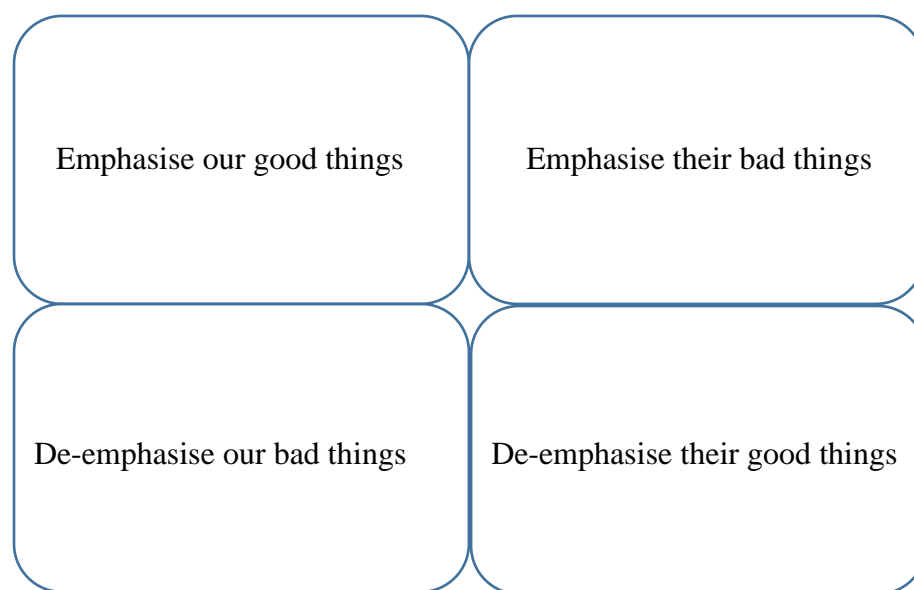 Emphasise our good things
Emphasise their bad things
De-emphasise our bad things
De-emphasise their good things